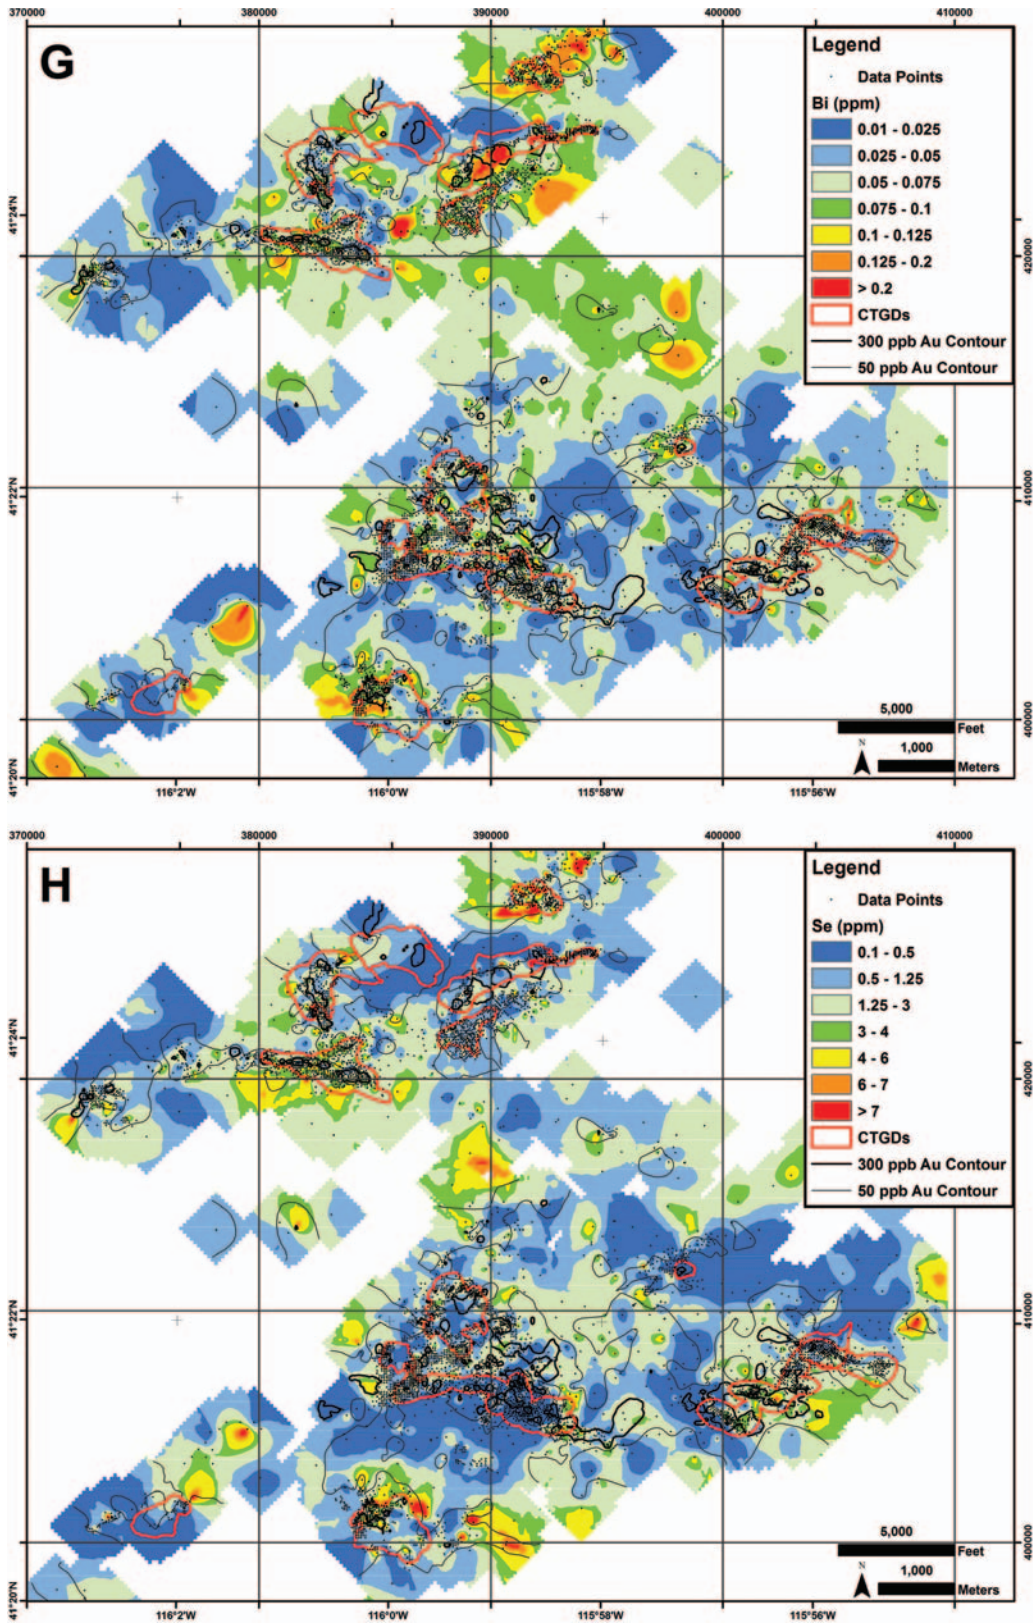 370000 380000 390000 400000 410000
G
Legend
Data Points
Bi (ppm)
0.01 - 0.025
0.025 - 0.05
0.05 - 0.075
0.075 - 0.1
0.1 - 0.125
0.125 - 0.2
> 0.2
CTGDs
300 ppb Au Contour
50 ppb Au Contour
41°24'N
420000
41°22'N
410000
5,000
Feet
N
1,000
Meters
400000
41°20'N
116°2'W 116°0'W 115°58'W 115°56'W
370000 380000 390000 400000 410000
H
Legend
Data Points
Se (ppm)
0.1 - 0.5
0.5 - 1.25
1.25 - 3
3 - 4
4 - 6
6 - 7
> 7
CTGDs
300 ppb Au Contour
50 ppb Au Contour
41°24'N
420000
41°22'N
410000
5,000
Feet
N
1,000
Meters
400000
41°20'N
116°2'W 116°0'W 115°58'W 115°56'W